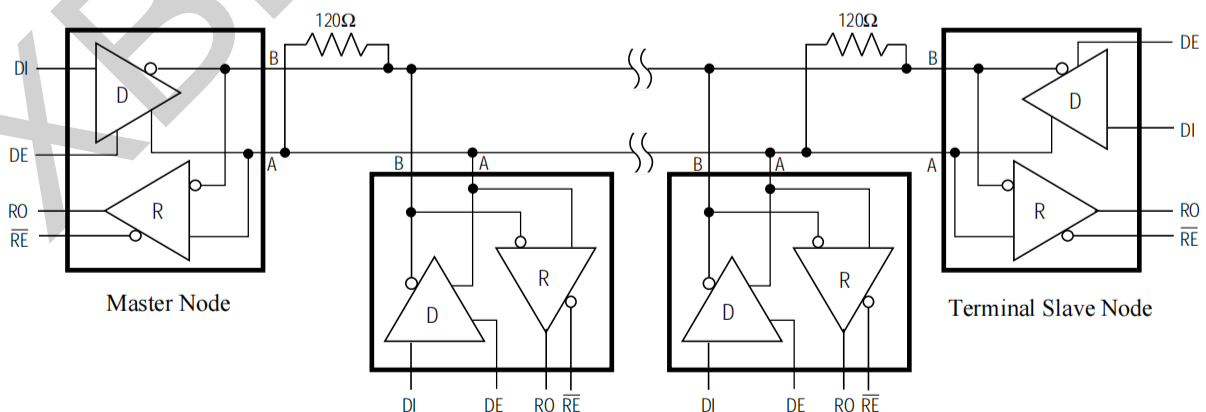 120Ω 120Ω
DI B B DE
D D
DI
DE A B A B A A
RO R R RO
RE RE
R R
Master Node Terminal Slave Node
D D
DI DE RO RE DI DE RO RE